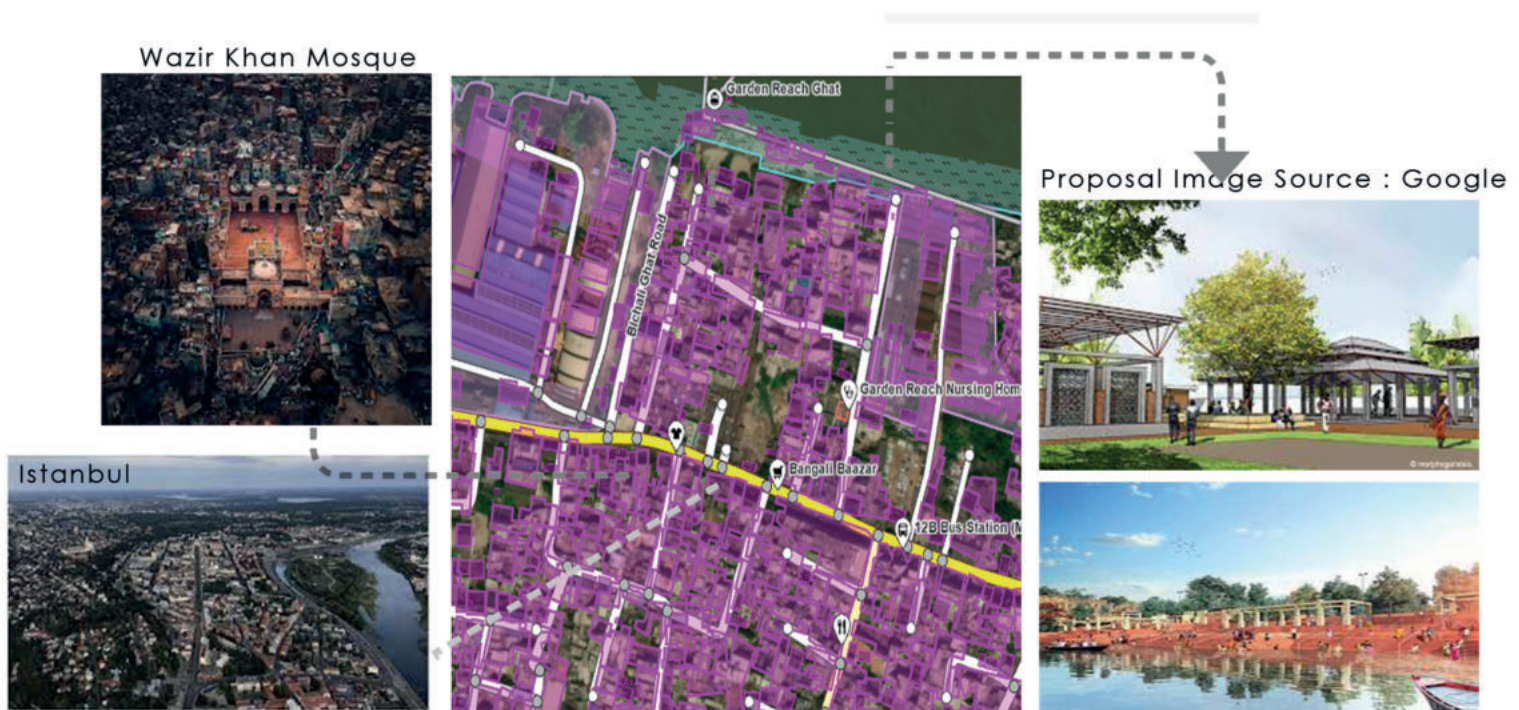 Wazir Khan Mosque
Garden Reach Ghat
Proposal Image Source : Google
Bichali Ghat Road
Garden Reach Nursing Hom
Istanbul
Bangali Baazar
12B Bus Station (M